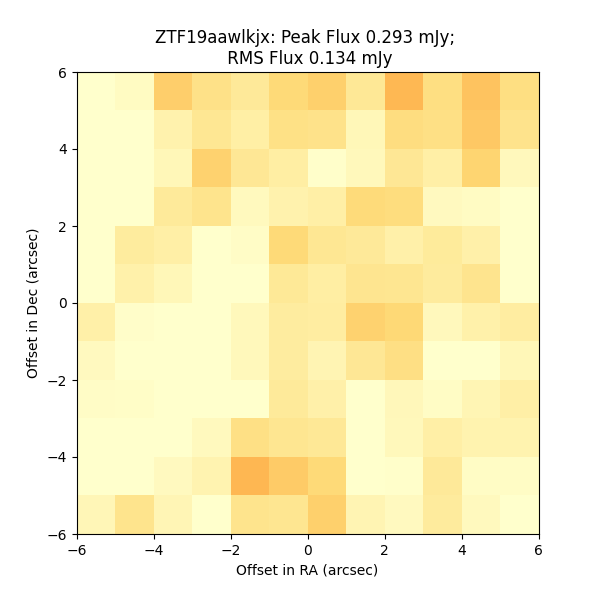 ZTF19aawlkjx: Peak Flux 0.293 mJy;
RMS Flux 0.134 mJy
6
4
2
0
−2
−4
−6
Offset in Dec (arcsec)
−6 −4 −2 0 2 4 6
Offset in RA (arcsec)